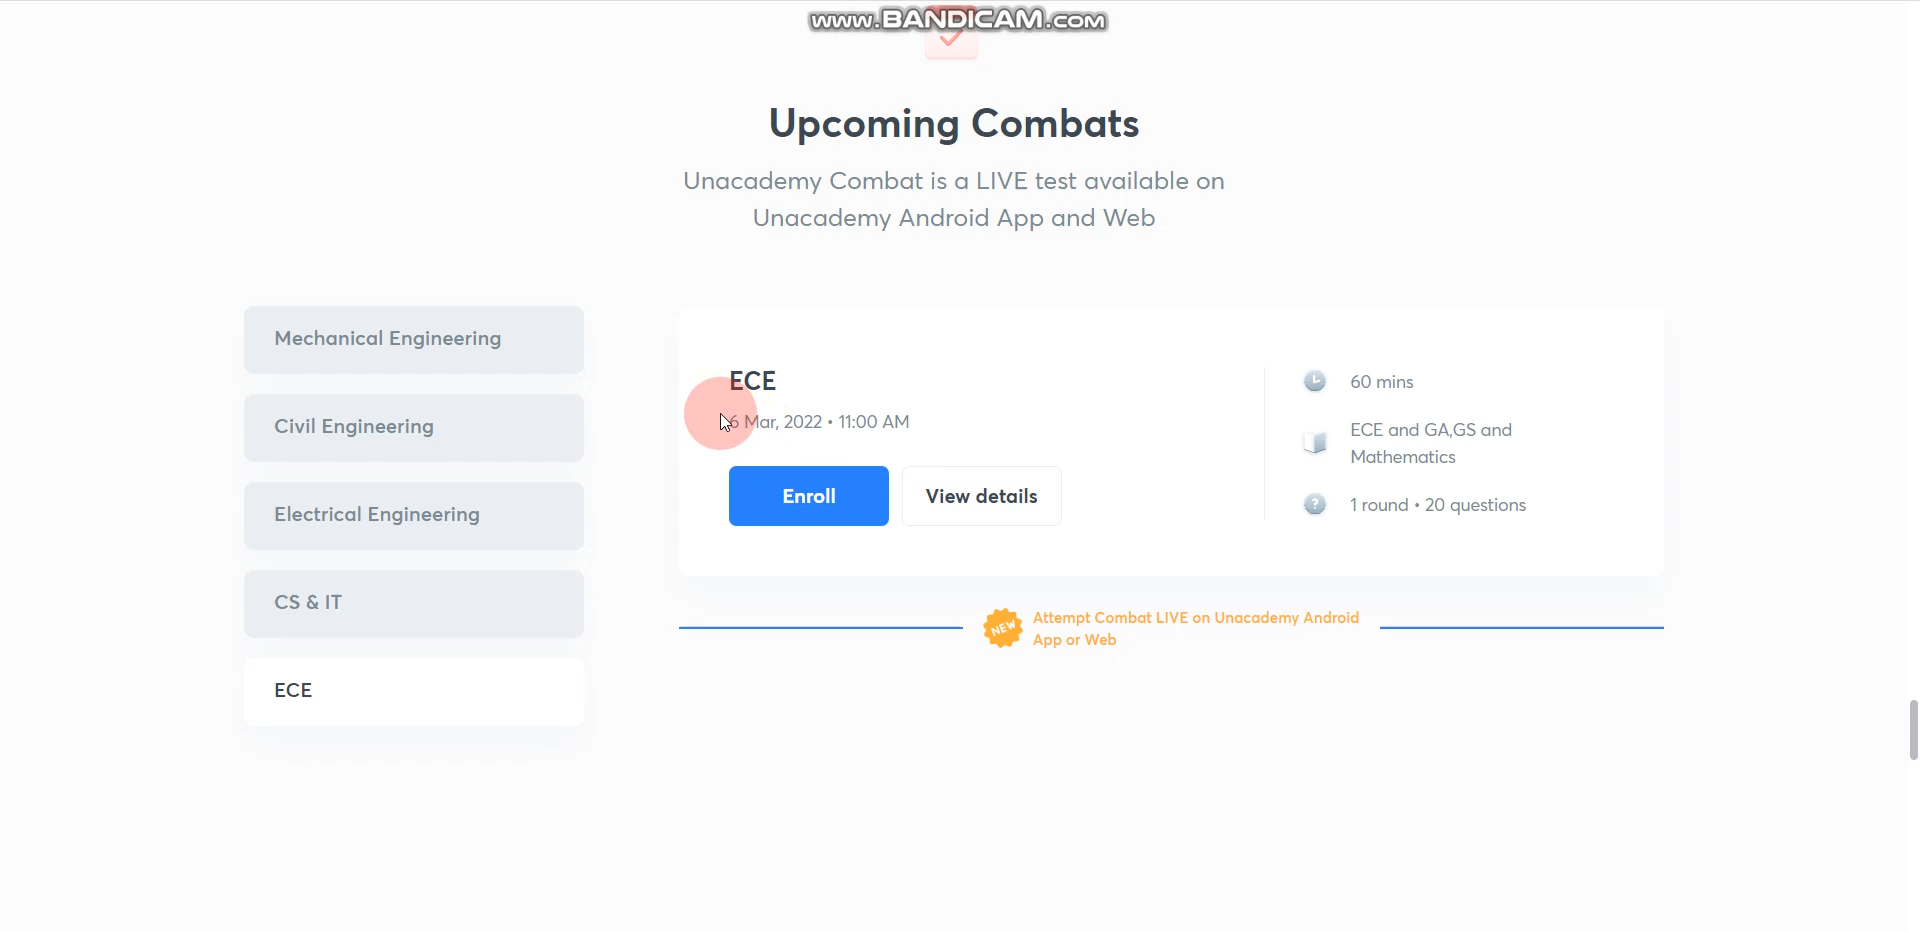 www.BANDICAM.com
Upcoming Combats
Unacademy Combat is a LIVE test available on
Unacademy Android App and Web
Mechanical Engineering
Civil Engineering
Electrical Engineering
CS & IT
ECE
ECE
6 Mar, 2022 • 11:00 AM
Enroll
View details
60 mins
ECE and GA,GS and
Mathematics
1 round • 20 questions
NEW
Attempt Combat LIVE on Unacademy Android
App or Web